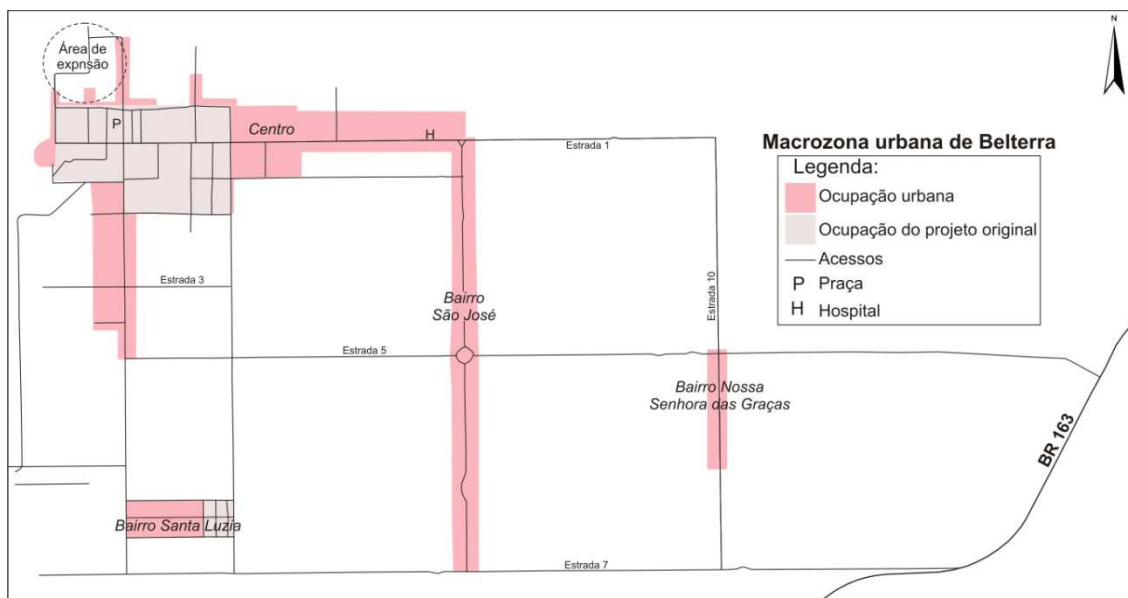 Área de
expnsão
N
P
Centro
H
Estrada 1
Macrozona urbana de Belterra
Legenda:
Ocupação urbana
Ocupação do projeto original
Acessos
P Praça
H Hospital
Estrada 3
Bairro
São José
Estrada 10
Estrada 5
Bairro Nossa
Senhora das Graças
BR 163
Bairro Santa Luzia
Estrada 7